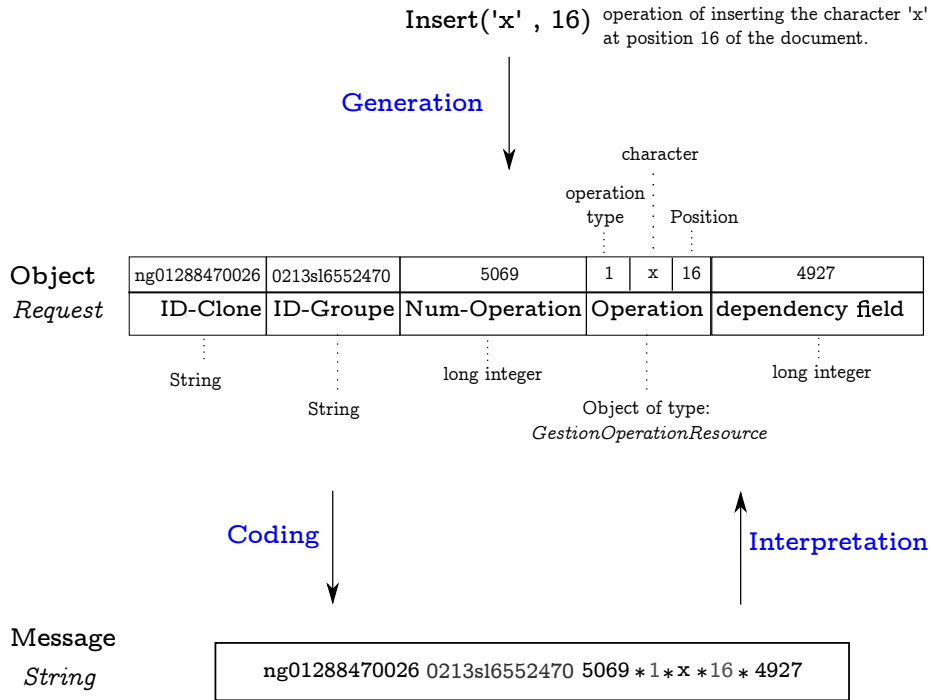 Insert('x' , 16) operation of inserting the character 'x'
at position 16 of the document.
Generation
character
operation
type
Position
Object
Request
ng01288470026 0213sl6552470 5069 1 x 16 4927
ID-Clone ID-Groupe Num-Operation Operation dependency field
String
String
long integer
Object of type:
GestionOperationResource
long integer
Coding
Interpretation
Message
String
ng01288470026 0213sl6552470 5069 *1*x *16 * 4927